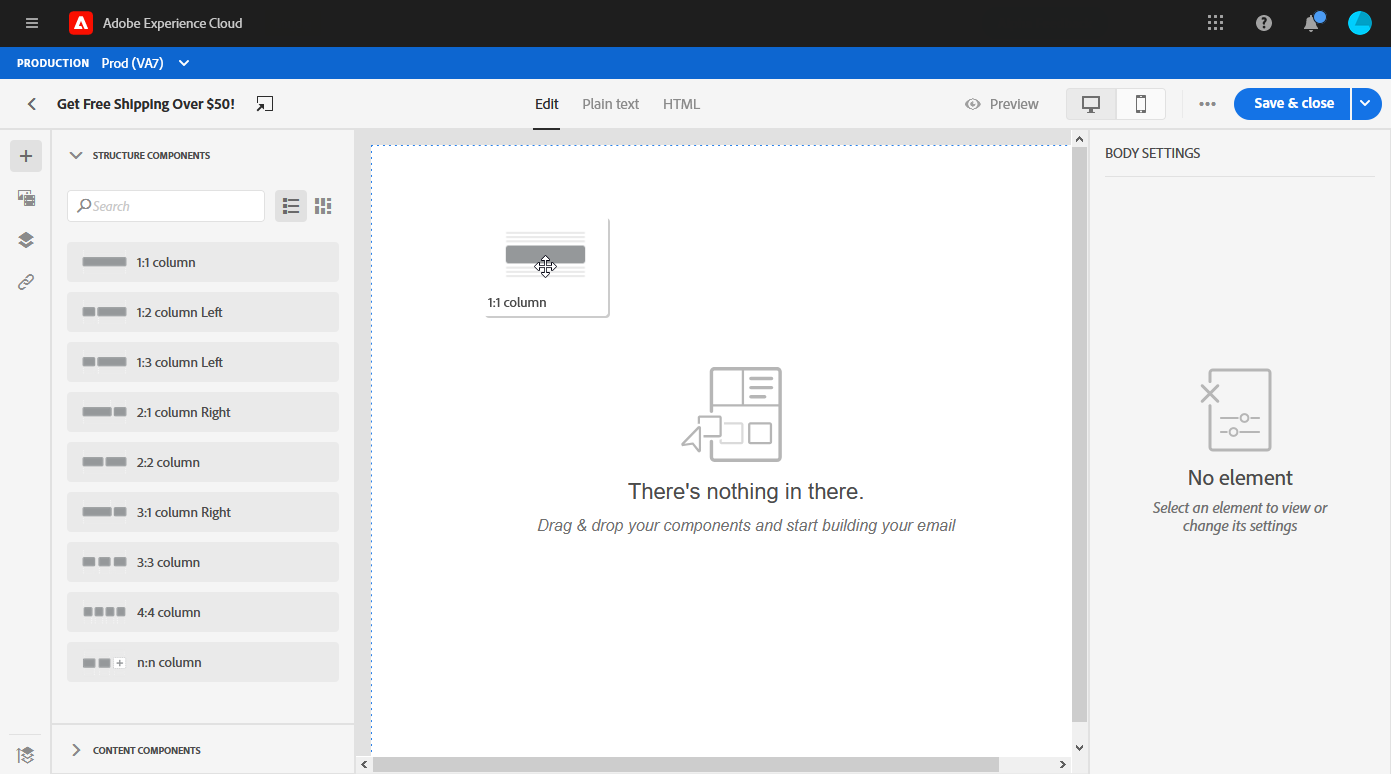 Adobe Experience Cloud
PRODUCTION Prod (VA7)
Get Free Shipping Over $50!
Edit Plain text HTML
Preview
Save & close
STRUCTURE COMPONENTS
Search
1:1 column
1:2 column Left
1:3 column Left
2:1 column Right
2:2 column
3:1 column Right
3:3 column
4:4 column
n:n column
CONTENT COMPONENTS
1:1 column
There's nothing in there.
Drag & drop your components and start building your email
BODY SETTINGS
No element
Select an element to view or
change its settings